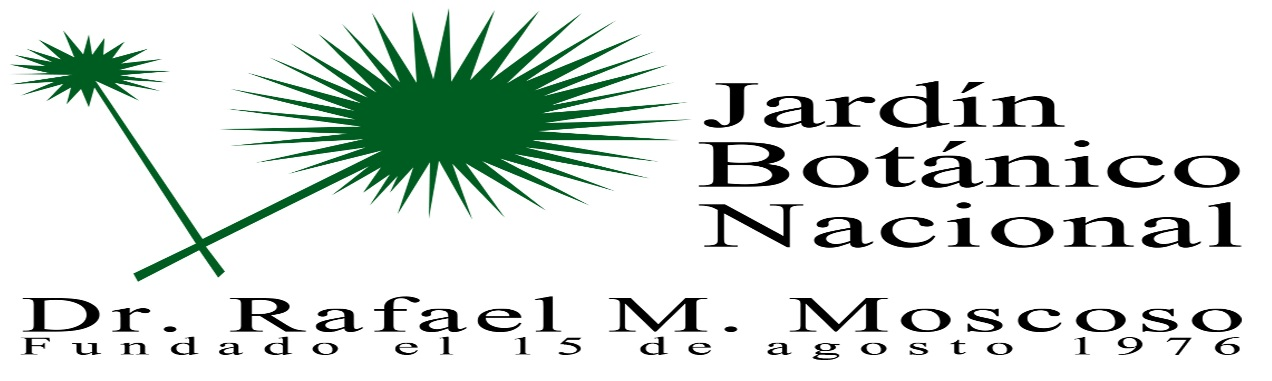 Jardín
Botánico
Nacional
Dr. Rafael M. Moscoso
Fundado el 15 de agosto 1976